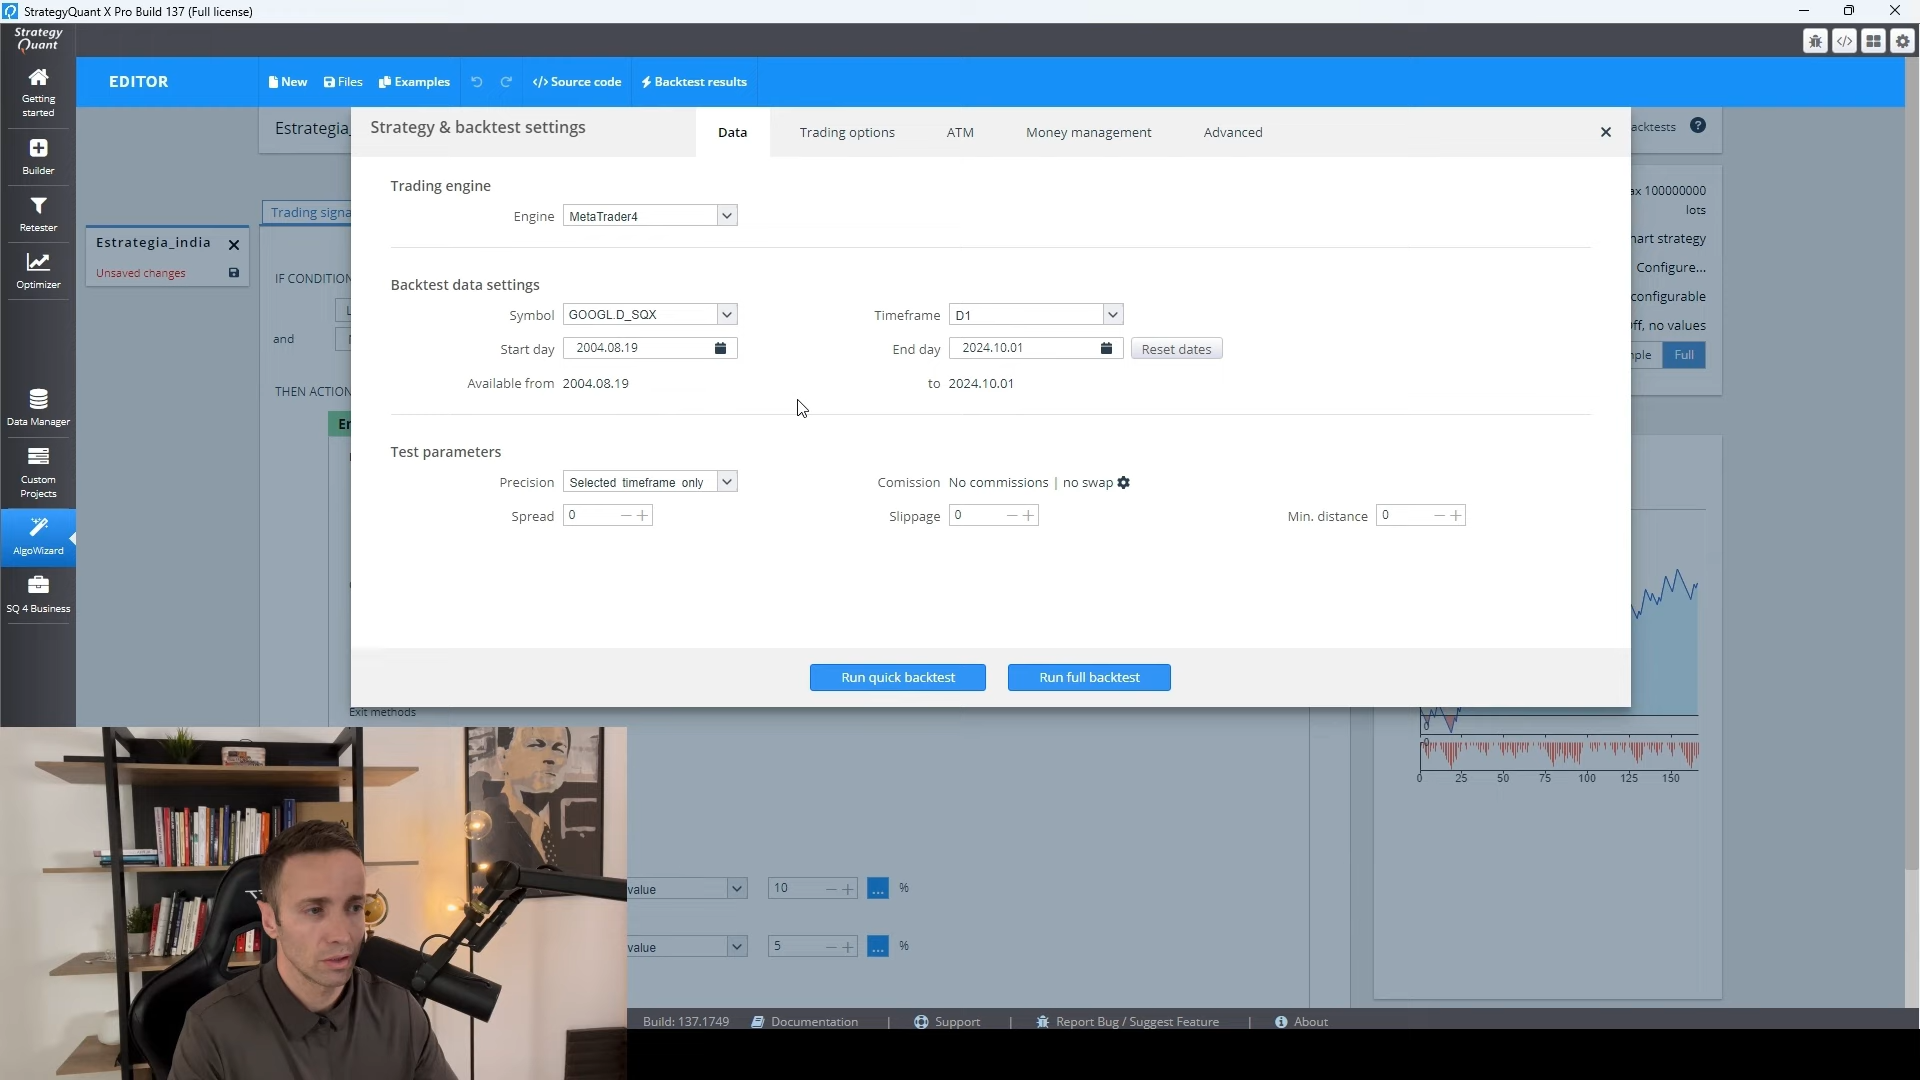 StrategyQuant X Pro Build 137 (Full license)
Strategy
Quant
Getting
started
Builder
Retester
Optimizer
Data Manager
Custom
Projects
AlgoWizard
SQ 4 Business
EDITOR
New
Files
Examples
</> Source code
Backtest results
Estrategia_
acktests
?
Strategy & backtest settings
Data
Trading options
ATM
Money management
Advanced
Trading signa
Estrategia_india
Unsaved changes
IF CONDITION
and
THEN ACTION
Trading engine
Engine
MetaTrader4
Backtest data settings
Symbol
GOOGL.D_SQX
Timeframe
D1
Start day
2004.08.19
End day
2024.10.01
Reset dates
Available from 2004.08.19
to 2024.10.01
Test parameters
Precision
Selected timeframe only
Comission No commissions | no swap
Spread
0
Slippage
0
Min. distance
0
Run quick backtest
Run full backtest
ax 100000000
lots
nart strategy
Configure...
configurable
ff, no values
ple
Full
Exit methods
0
0
25
50
75
100
125
150
value
10
...
%
value
5
...
%
Build: 137.1749
Documentation
|
Support
|
Report Bug / Suggest Feature
|
About